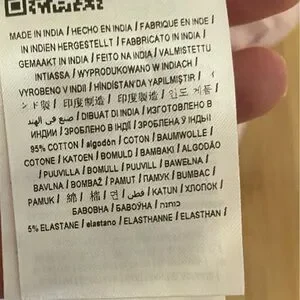 MADE IN INDIA / HECHO EN INDIA / FABRIQUE EN INDE /
IN INDIEN HERGESTELLT / FABBRICATO IN INDIA /
GEMAAKT IN INDIA / FEITO NA INDIA / VALMISTETTU
INTIASSA / WYPRODUKOWANO W INDIACH /
VYROBENO V INDII / HINDISTAN'DA YAPILMIŞTIR /
インド製 / 印度制造 / 印度製造 / 인도
صنع في الهند / DIBUAT DI INDIA / ИЗГОТОВЛЕНО В
ИНДИИ / ЗРОБЛЕНО В ІНДІЇ / ЗРОБЛЕНА Ў ІНДЫІ
95% COTTON / algodón / COTON / BAUMWOLLE /
COTONE / KATOEN / BOMULD / BAMBAKI / ALGODÃO
/ PUUVILLA / BOMULL / PUUVILL / BAWEŁNA /
BAVLNA / BOMBAŽ / PAMUT / ПАМУК / BUMBAC /
PAMUK / 綿 / 棉 / 면 / قطن / KATUN / ХЛОПОК /
БАВОВНА / БАВОЎНА / כותנה
5% ELASTANE / elastano / ELASTHANNE / ELASTHAN /